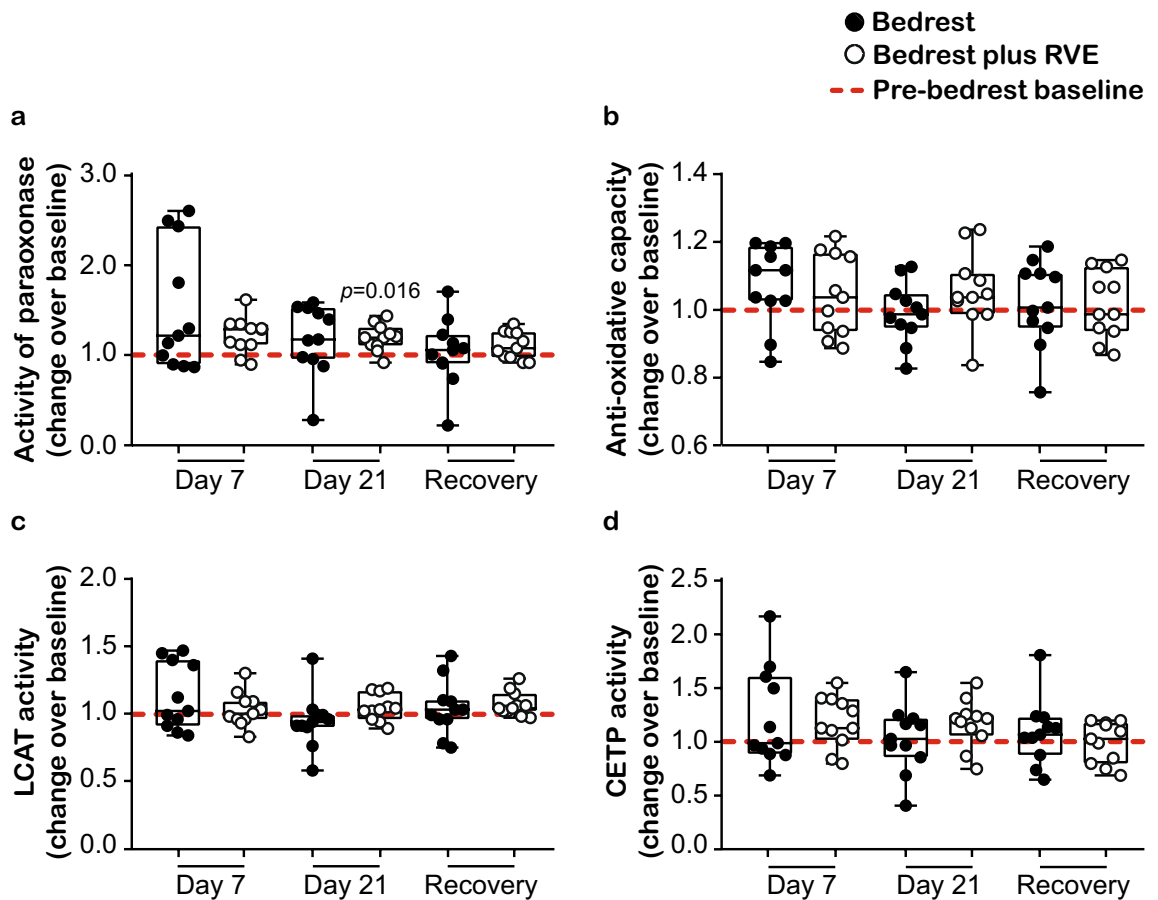 Bedrest
Bedrest plus RVE
Pre-bedrest baseline
a
Activity of paraoxonase
(change over baseline)
3.0
2.0
1.0
0.0
p=0.016
Day 7
Day 21
Recovery
b
Anti-oxidative capacity
(change over baseline)
1.4
1.2
1.0
0.8
0.6
Day 7
Day 21
Recovery
c
LCAT activity
(change over baseline)
2.0
1.5
1.0
0.5
0.0
Day 7
Day 21
Recovery
d
CETP activity
(change over baseline)
2.5
2.0
1.5
1.0
0.5
0.0
Day 7
Day 21
Recovery